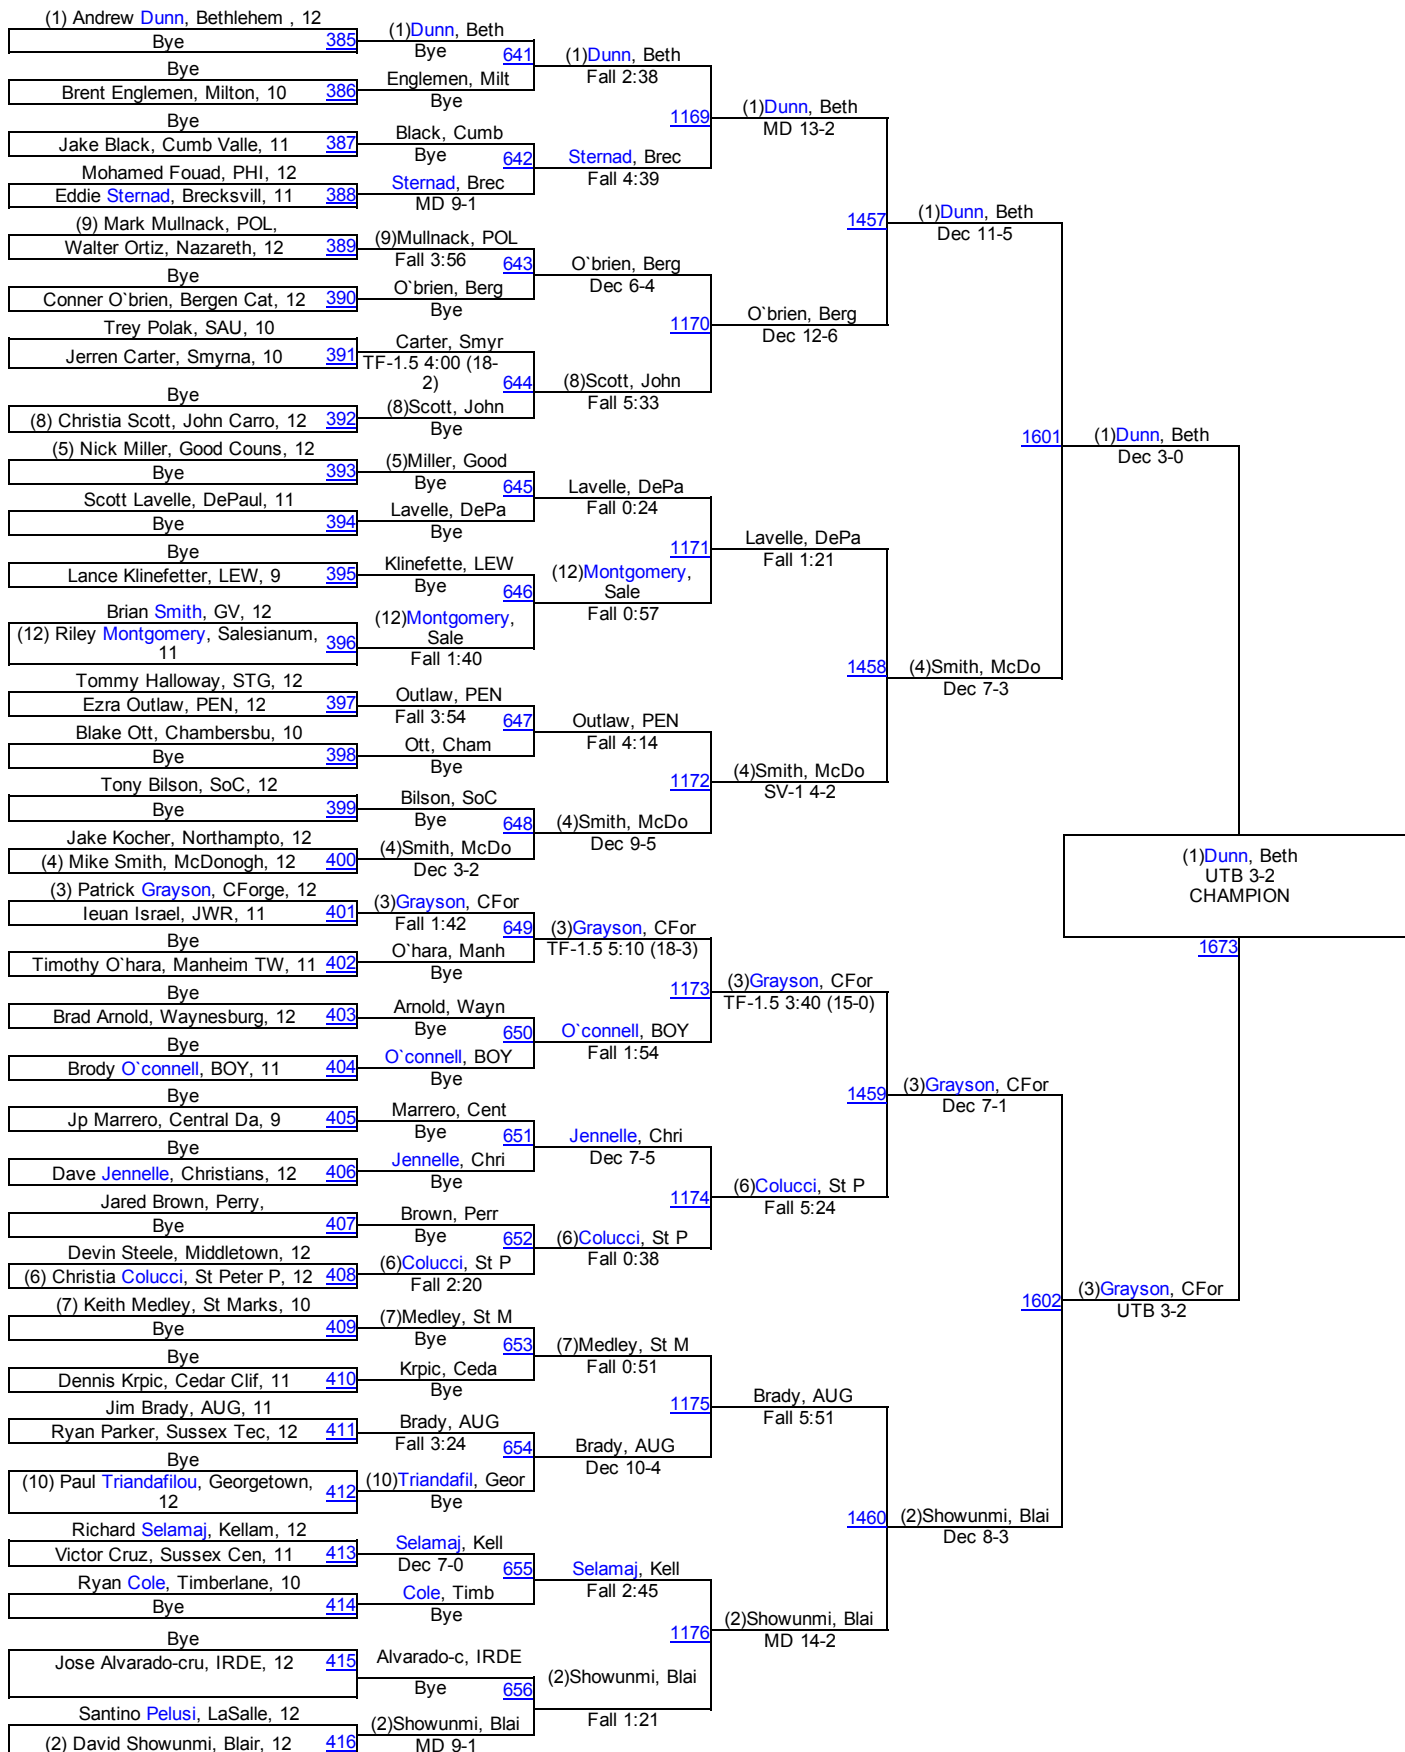 (1) Andrew Dunn, Bethlehem , 12
Bye 385
Bye
Brent Englemen, Milton, 10 386
Bye
Jake Black, Cumb Valle, 11 387
Mohamed Fouad, PHI, 12
Eddie Sternad, Brecksvill, 11 388
(9) Mark Mullnack, POL,
Walter Ortiz, Nazareth, 12 389
Bye
Conner O`brien, Bergen Cat, 12 390
Trey Polak, SAU, 10
Jerren Carter, Smyrna, 10 391
Bye
(8) Christia Scott, John Carro, 12 392
(5) Nick Miller, Good Couns, 12
Bye 393
Scott Lavelle, DePaul, 11
Bye 394
Bye
Lance Klinefetter, LEW, 9 395
Brian Smith, GV, 12
(12) Riley Montgomery, Salesianum, 396
11
Tommy Halloway, STG, 12
Ezra Outlaw, PEN, 12 397
Blake Ott, Chambersbu, 10
Bye 398
Tony Bilson, SoC, 12
Bye 399
Jake Kocher, Northampto, 12
(4) Mike Smith, McDonogh, 12 400
(3) Patrick Grayson, CForge, 12
Ieuan Israel, JWR, 11 401
Bye
Timothy O`hara, Manheim TW, 11 402
Bye
Brad Arnold, Waynesburg, 12 403
Bye
Brody O`connell, BOY, 11 404
Bye
Jp Marrero, Central Da, 9 405
Bye
Dave Jennelle, Christians, 12 406
Jared Brown, Perry,
Bye 407
Devin Steele, Middletown, 12
(6) Christia Colucci, St Peter P, 12 408
(7) Keith Medley, St Marks, 10
Bye 409
Bye
Dennis Krpic, Cedar Clif, 11 410
Jim Brady, AUG, 11
Ryan Parker, Sussex Tec, 12 411
Bye
(10) Paul Triandafilou, Georgetown, 412
12
Richard Selamaj, Kellam, 12
Victor Cruz, Sussex Cen, 11 413
Ryan Cole, Timberlane, 10
Bye 414
Bye
Jose Alvarado-cru, IRDE, 12 415
Santino Pelusi, LaSalle, 12
(2) David Showunmi, Blair, 12 416
(1)Dunn, Beth
Bye 641
Englemen, Milt
Bye
Black, Cumb
Bye 642
Sternad, Brec
MD 9-1
(9)Mullnack, POL
Fall 3:56 643
O`brien, Berg
Bye
Carter, Smyr
TF-1.5 4:00 (18-
2) 644
(8)Scott, John
Bye
(5)Miller, Good
Bye 645
Lavelle, DePa
Bye
Klinefette, LEW
Bye 646
(12)Montgomery,
Sale
Fall 1:40
Outlaw, PEN
Fall 3:54 647
Ott, Cham
Bye
Bilson, SoC
Bye 648
(4)Smith, McDo
Dec 3-2
(3)Grayson, CFor
Fall 1:42 649
O`hara, Manh
Bye
Arnold, Wayn
Bye 650
O`connell, BOY
Bye
Marrero, Cent
Bye 651
Jennelle, Chri
Bye
Brown, Perr
Bye 652
(6)Colucci, St P
Fall 2:20
(7)Medley, St M
Bye 653
Krpic, Ceda
Bye
Brady, AUG
Fall 3:24 654
(10)Triandafil, Geor
Bye
Selamaj, Kell
Dec 7-0 655
Cole, Timb
Bye
Alvarado-c, IRDE
Bye 656
(2)Showunmi, Blai
MD 9-1
(1)Dunn, Beth
Fall 2:38
1169
Sternad, Brec
Fall 4:39
O`brien, Berg
Dec 6-4
1170
(8)Scott, John
Fall 5:33
Lavelle, DePa
Fall 0:24
1171
(12)Montgomery,
Sale
Fall 0:57
Outlaw, PEN
Fall 4:14
1172
(4)Smith, McDo
Dec 9-5
(3)Grayson, CFor
TF-1.5 5:10 (18-3)
1173
O`connell, BOY
Fall 1:54
Jennelle, Chri
Dec 7-5
1174
(6)Colucci, St P
Fall 0:38
(7)Medley, St M
Fall 0:51
1175
Brady, AUG
Dec 10-4
Selamaj, Kell
Fall 2:45
1176
(2)Showunmi, Blai
Fall 1:21
(1)Dunn, Beth
MD 13-2
1457
O`brien, Berg
Dec 12-6
Lavelle, DePa
Fall 1:21
1458
(4)Smith, McDo
SV-1 4-2
(3)Grayson, CFor
TF-1.5 3:40 (15-0)
1459
(6)Colucci, St P
Fall 5:24
Brady, AUG
Fall 5:51
1460
(2)Showunmi, Blai
MD 14-2
(1)Dunn, Beth
Dec 11-5
1601
(4)Smith, McDo
Dec 7-3
(3)Grayson, CFor
Dec 7-1
1602
(2)Showunmi, Blai
Dec 8-3
(1)Dunn, Beth
Dec 3-0
(3)Grayson, CFor
UTB 3-2
(1)Dunn, Beth
UTB 3-2
CHAMPION
1673